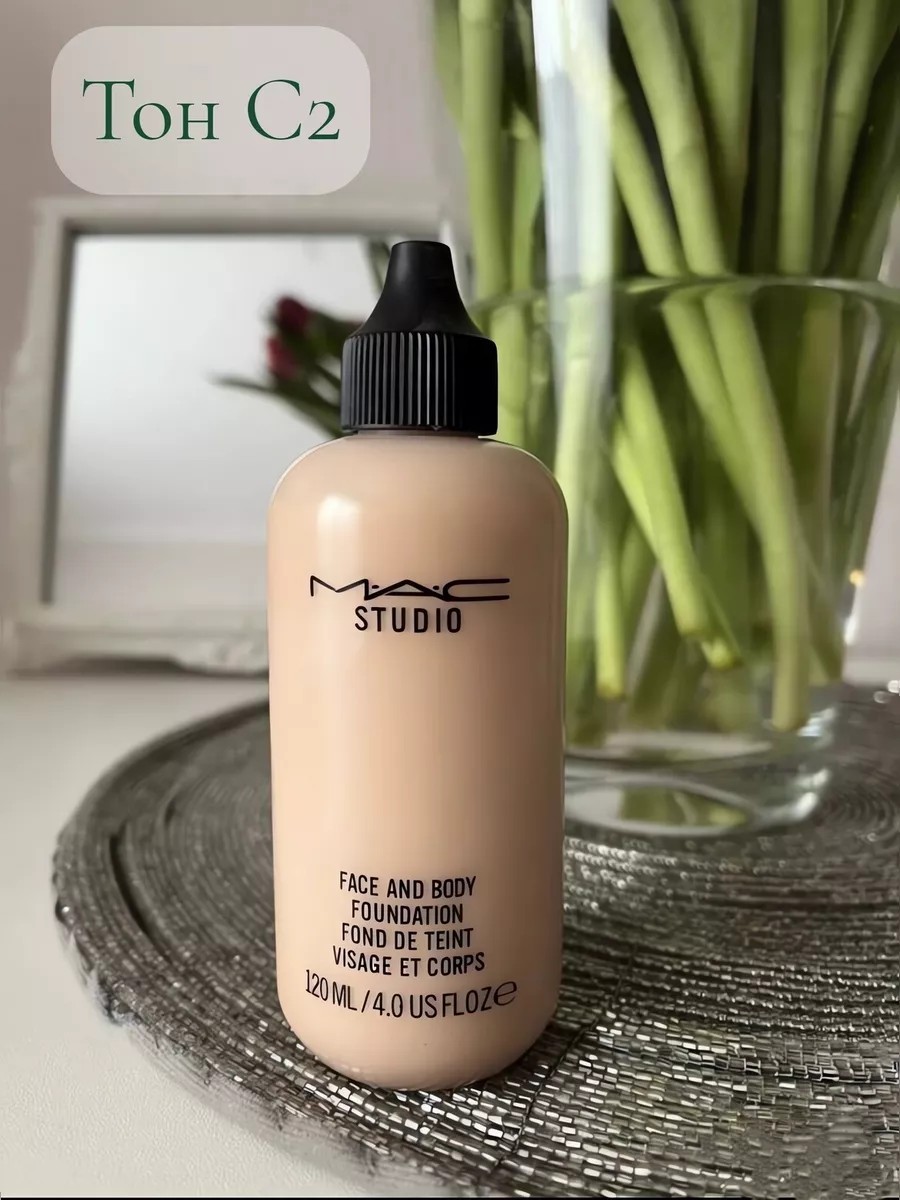 Тон C2
M·A·C
STUDIO
FACE AND BODY
FOUNDATION
FOND DE TEINT
VISAGE ET CORPS
120 ML / 4.0 US FL OZ e